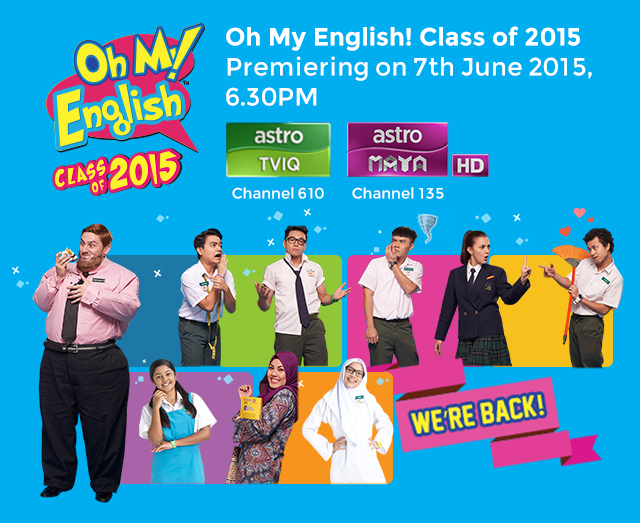 Oh My!
English™
CLASS
OF 2015
Oh My English! Class of 2015
Premiering on 7th June 2015,
6.30PM
astro
TVIQ
astro
MAYA HD
Channel 610
Channel 135
WE'RE BACK!